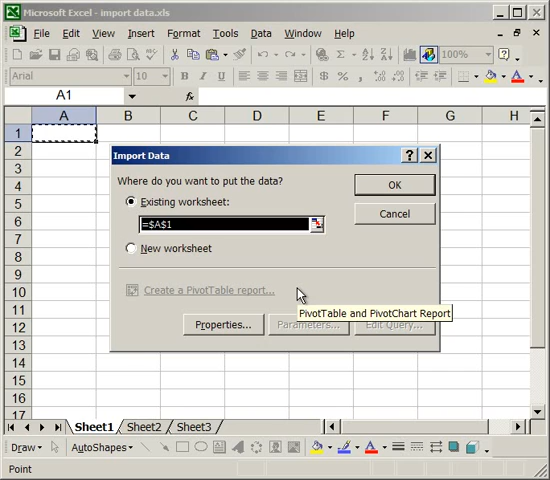 Microsoft Excel - import data.xls
File Edit View Insert Format Tools Data Window Help
100%
Arial 10 B I U $ % ,
A1 fx
A B C D E F G H
1
2
3
4
5
6
7
8
9
10
11
12
13
14
15
16
17
Import Data
Where do you want to put the data?
Existing worksheet:
=$A$1
New worksheet
Create a PivotTable report...
OK
Cancel
PivotTable and PivotChart Report
Properties... Parameters... Edit Query...
Sheet1 Sheet2 Sheet3
Draw AutoShapes
Point